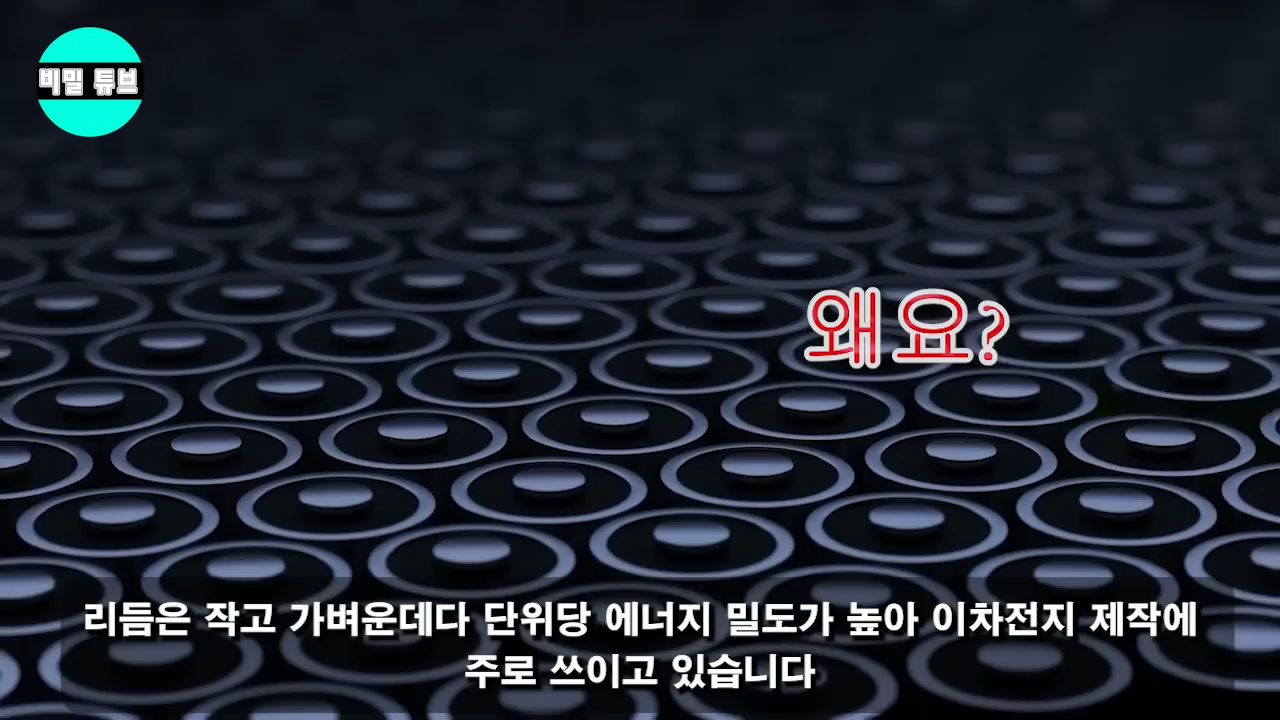 비밀 튜브
왜요?
리듐은 작고 가벼운데다 단위당 에너지 밀도가 높아 이차전지 제작에
주로 쓰이고 있습니다